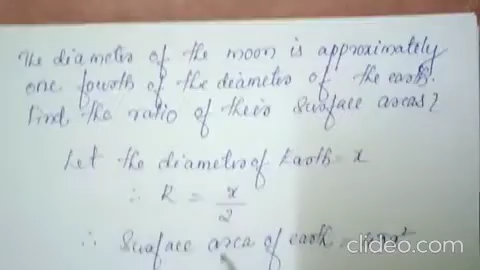 The diameter of the moon is approximately
one fourth of the diameter of the earth.
Find the ratio of their surface areas?
Let the diameter of Earth = x
∴ R = x/2
∴ Surface area of earth =
clideo.com